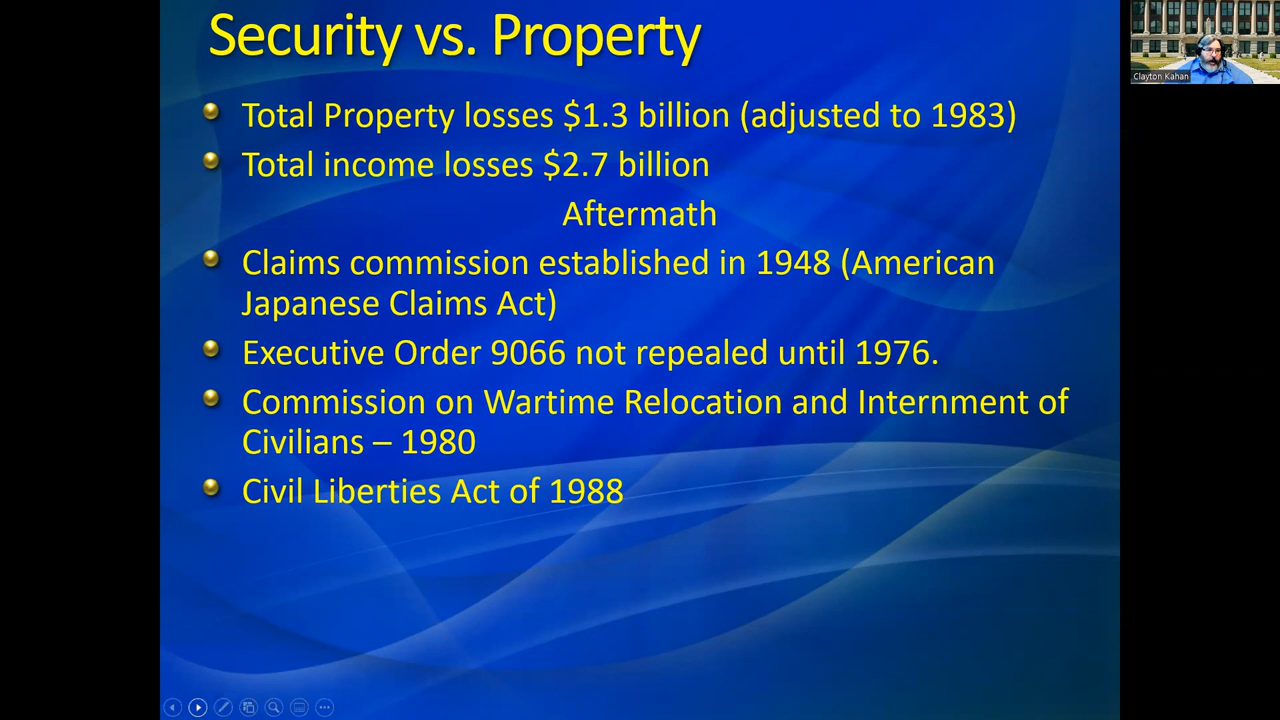 Security vs. Property
Total Property losses $1.3 billion (adjusted to 1983)
Total income losses $2.7 billion
Aftermath
Claims commission established in 1948 (American
Japanese Claims Act)
Executive Order 9066 not repealed until 1976.
Commission on Wartime Relocation and Internment of
Civilians – 1980
Civil Liberties Act of 1988
Clayton Kahan